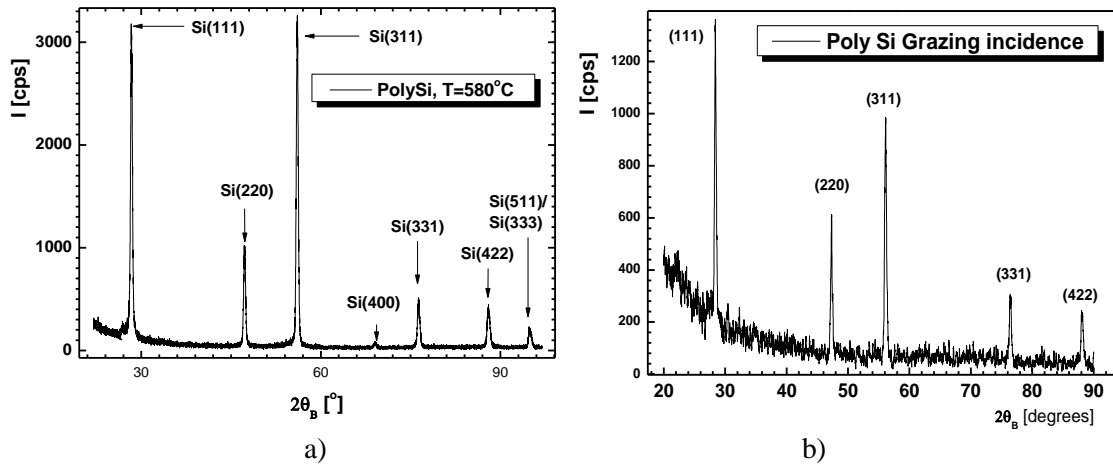 Si(111)
Si(311)
PolySi, T=580°C
Si(220)
Si(400)
Si(331)
Si(422)
Si(511)/
Si(333)
I [cps]
3000
2000
1000
0
30
60
90
2θB [°]
a)
Poly Si Grazing incidence
(111)
(220)
(311)
(331)
(422)
I [cps]
1200
1000
800
600
400
200
0
20
30
40
50
60
70
80
90
2θB [degrees]
b)